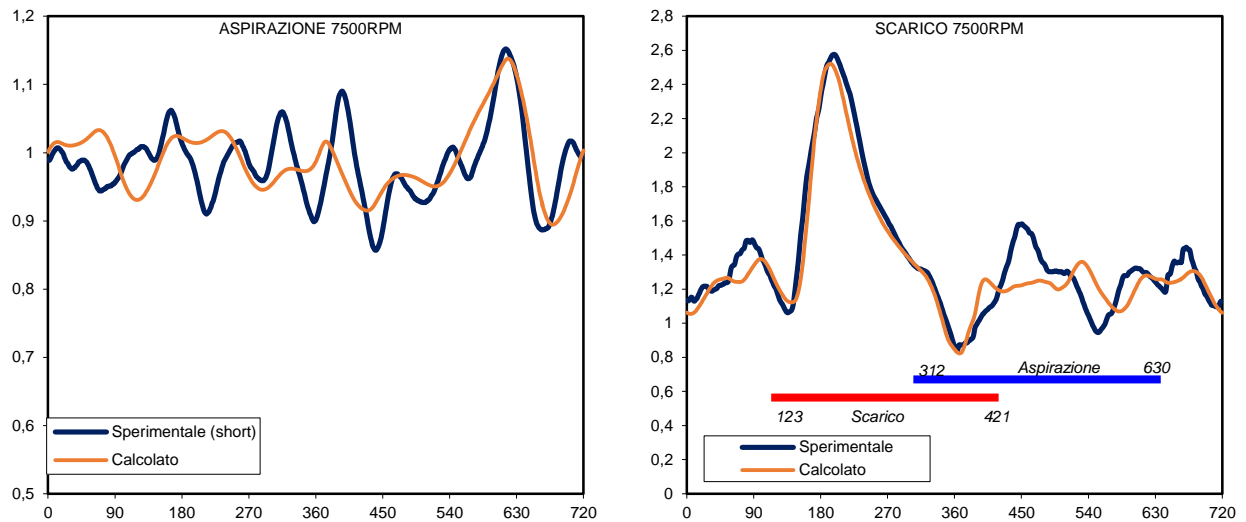 ASPIRAZIONE 7500RPM
1,2
1,1
1
0,9
0,8
0,7
0,6
0,5
0 90 180 270 360 450 540 630 720
Sperimentale (short)
Calcolato
SCARICO 7500RPM
2,8
2,6
2,4
2,2
2
1,8
1,6
1,4
1,2
1
0,8
0,6
0,4
0,2
0
0 90 180 270 360 450 540 630 720
312 Aspirazione 630
123 Scarico 421
Sperimentale
Calcolato